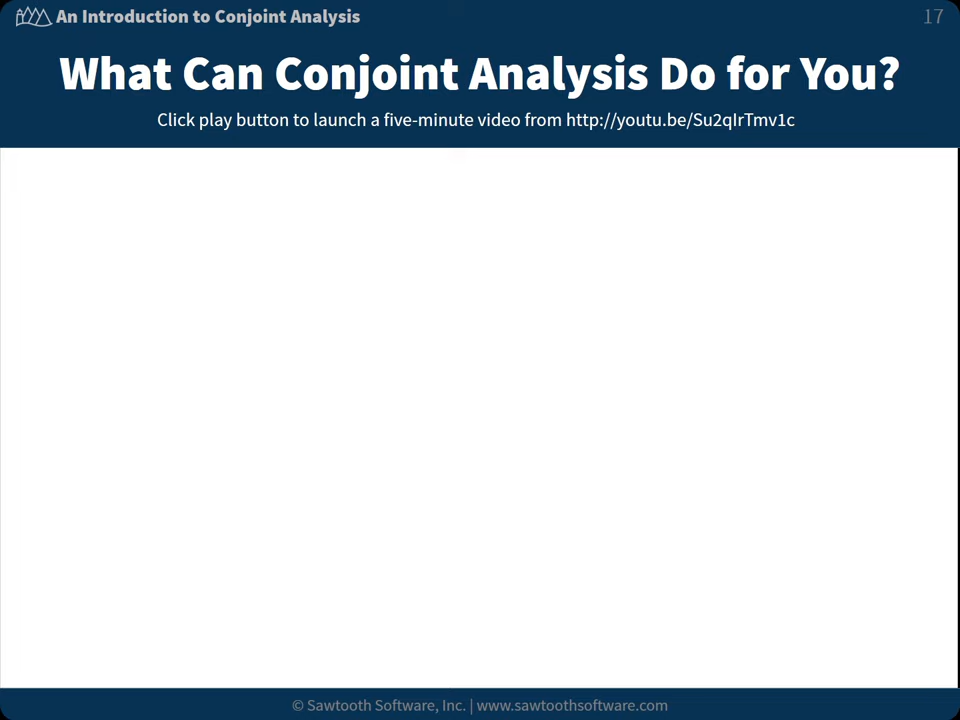 An Introduction to Conjoint Analysis
17
What Can Conjoint Analysis Do for You?
Click play button to launch a five-minute video from http://youtu.be/Su2qIrTmv1c
© Sawtooth Software, Inc. | www.sawtoothsoftware.com